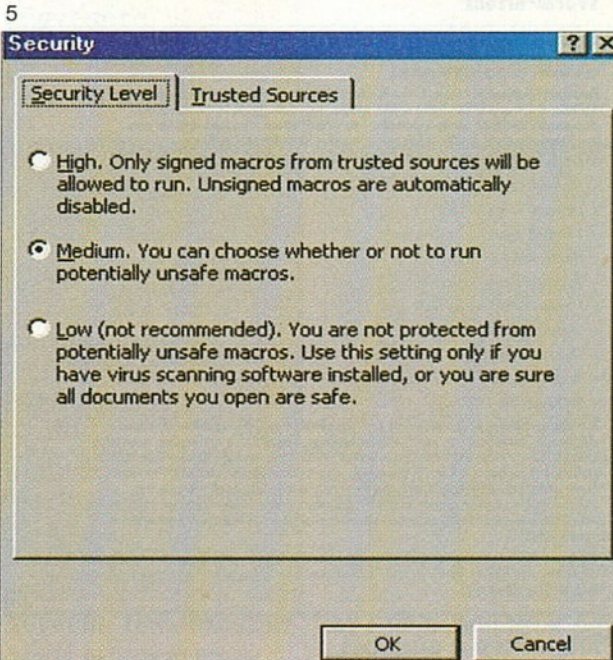 5
Security
Security Level
Trusted Sources
High. Only signed macros from trusted sources will be
allowed to run. Unsigned macros are automatically
disabled.
Medium. You can choose whether or not to run
potentially unsafe macros.
Low (not recommended). You are not protected from
potentially unsafe macros. Use this setting only if you
have virus scanning software installed, or you are sure
all documents you open are safe.
OK
Cancel